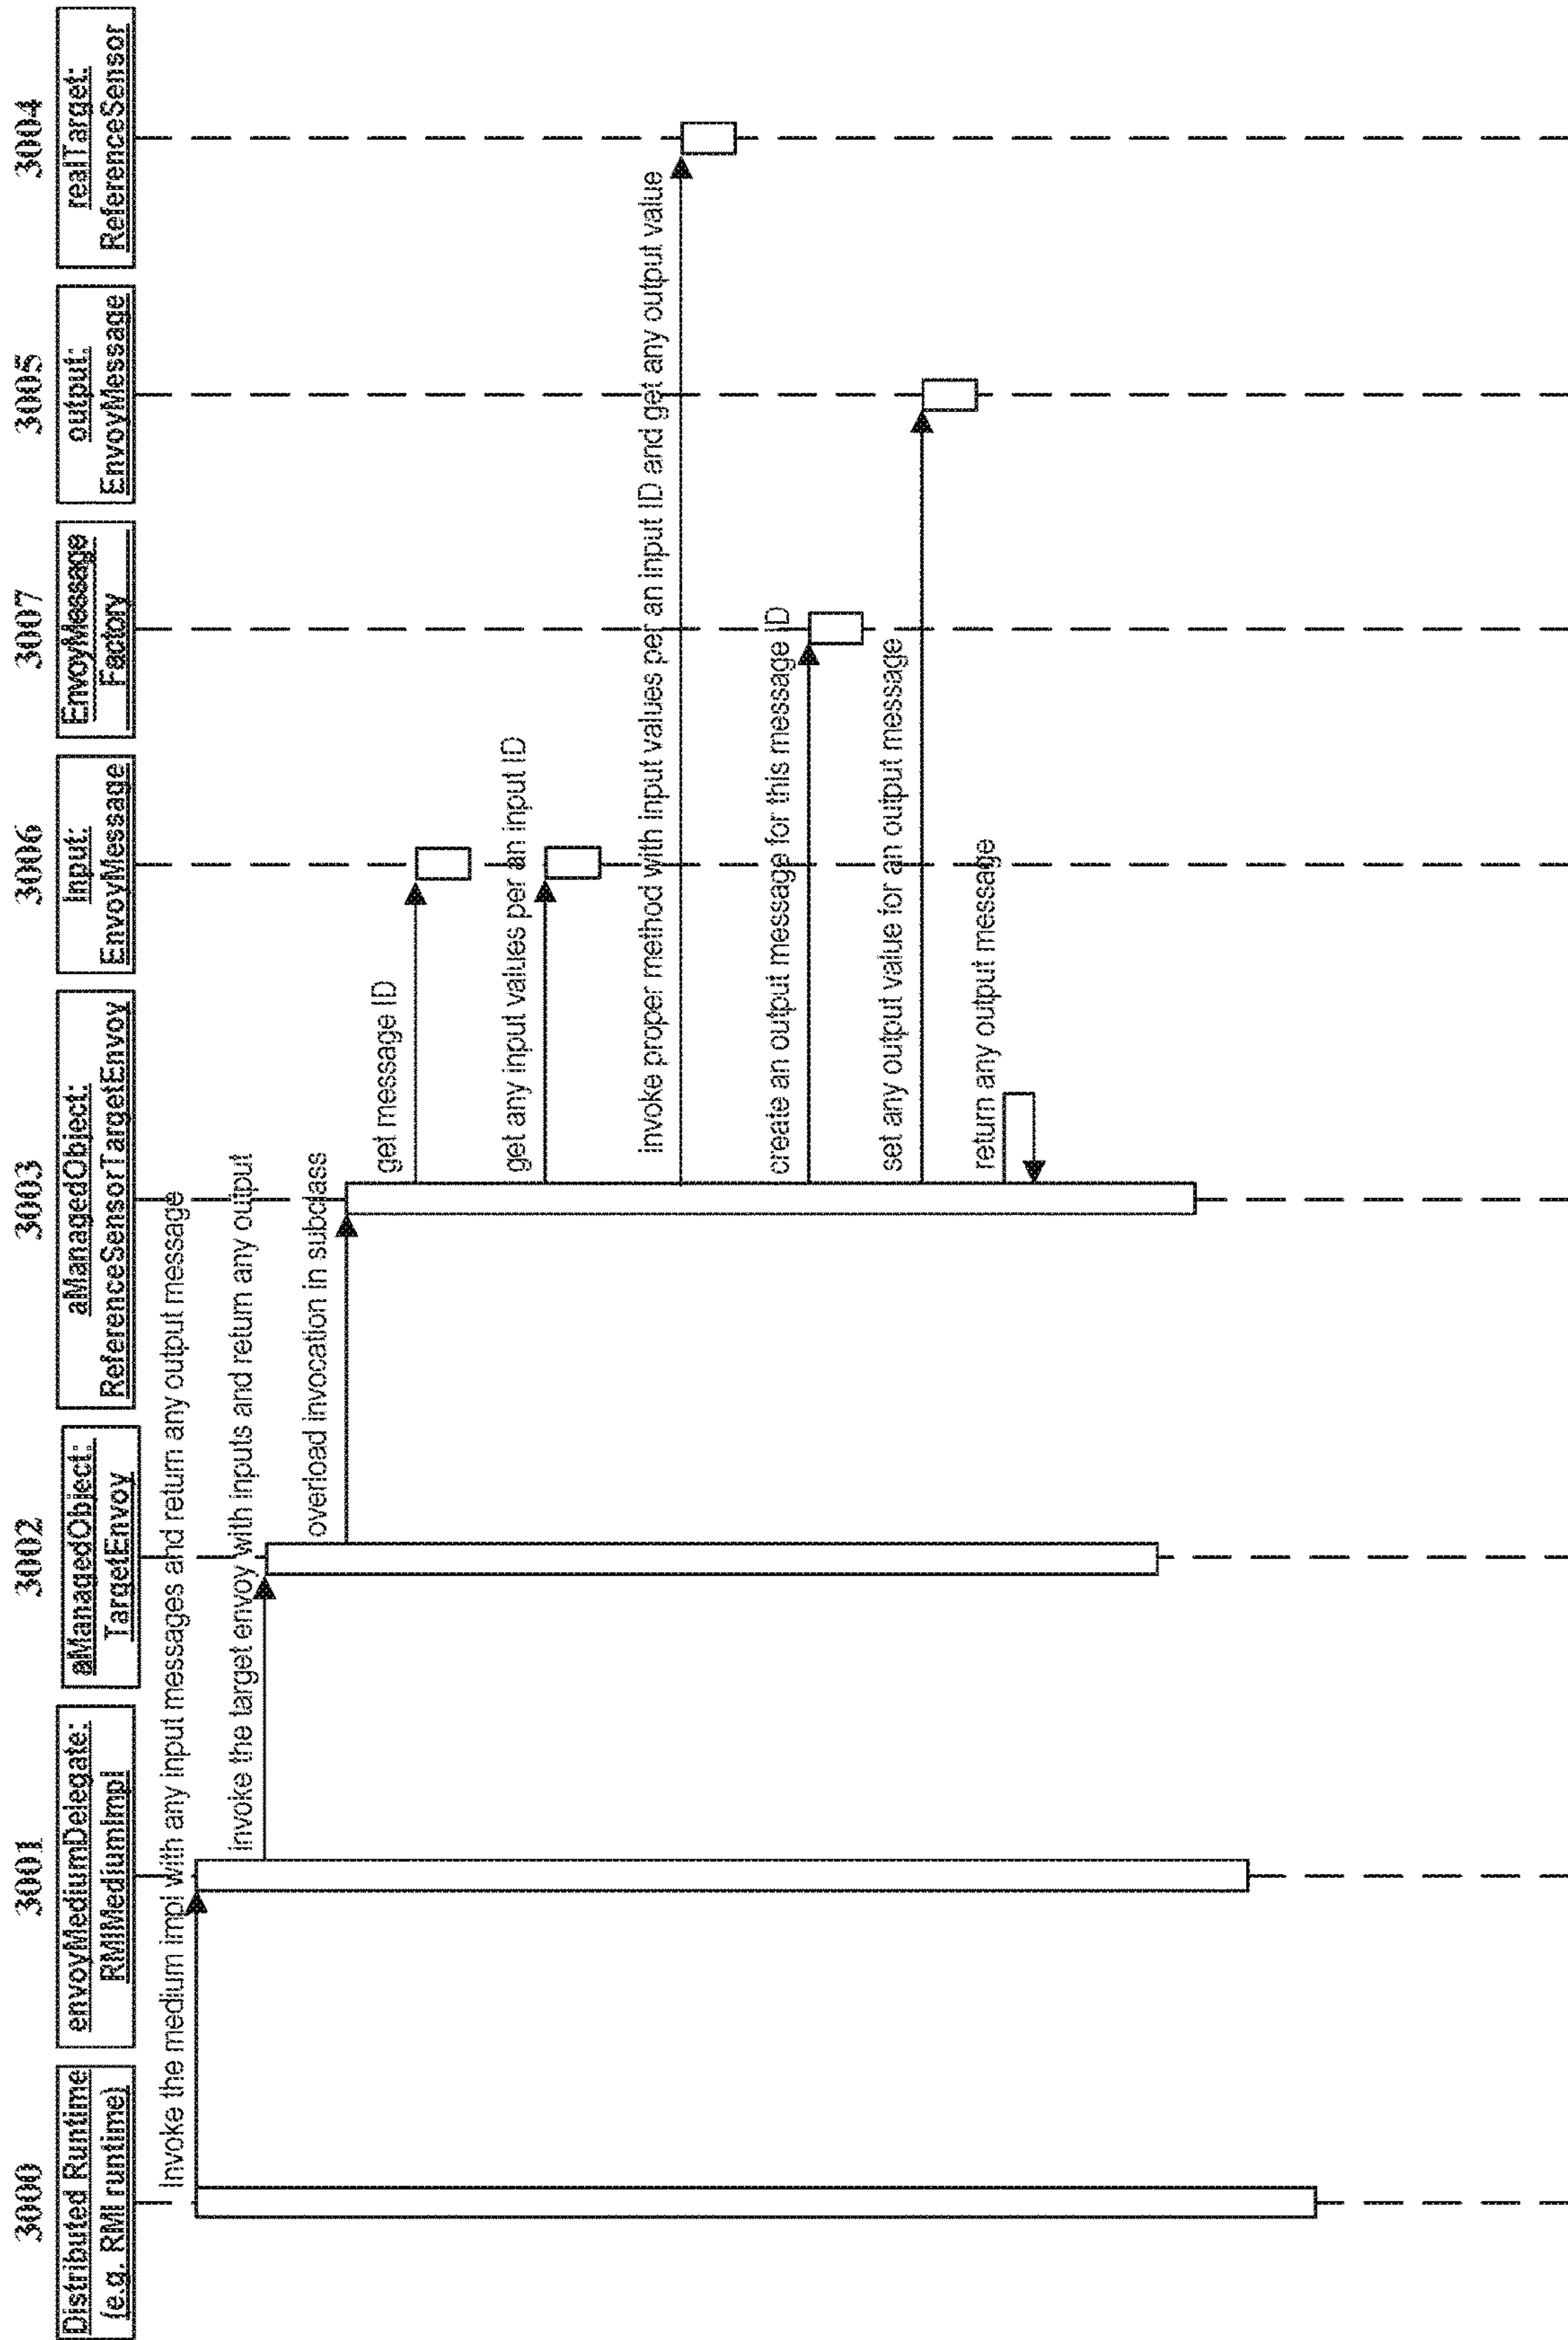 3000
3001
3002
3003
3006
3007
3005
3004
Distributed Runtime
(e.g. RMI runtime)
envoyMediumDelegate:
RMIMediumImpl
aManagedObject:
TargetEnvoy
aManagedObject:
ReferenceSensorTargetEnvoy
Input:
EnvoyMessage
EnvoyMessage
Factory
output:
EnvoyMessage
realTarget:
ReferenceSensor
Invoke the medium impl with any input messages and return any output message
invoke the target envoy with inputs and return any output
overload invocation in subclass
get message ID
get any input values per an input ID
invoke proper method with input values per an input ID and get any output value
create an output message for this message ID
set any output value for an output message
return any output message